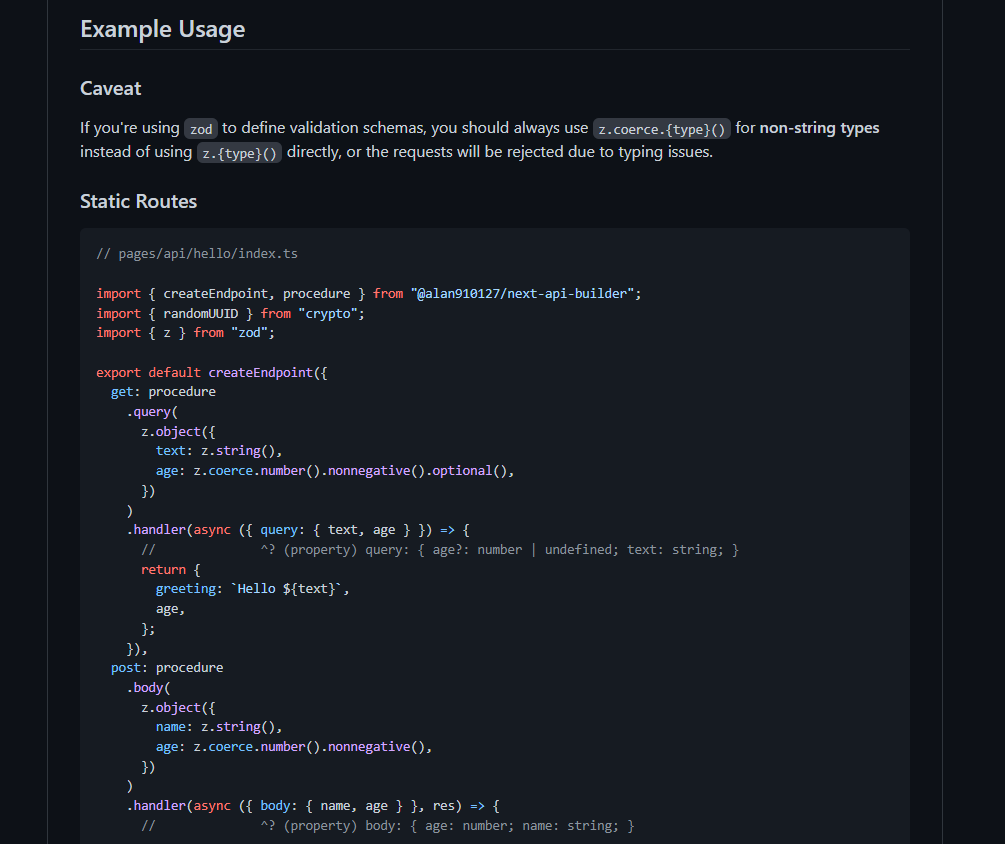 Example Usage
Caveat
If you're using zod to define validation schemas, you should always use z.coerce.{type}() for non-string types
instead of using z.{type}() directly, or the requests will be rejected due to typing issues.
Static Routes
// pages/api/hello/index.ts

import { createEndpoint, procedure } from "@alan910127/next-api-builder";
import { randomUUID } from "crypto";
import { z } from "zod";

export default createEndpoint({
  get: procedure
    .query(
      z.object({
        text: z.string(),
        age: z.coerce.number().nonnegative().optional(),
      })
    )
    .handler(async ({ query: { text, age } }) => {
      //              ^? (property) query: { age?: number | undefined; text: string; }
      return {
        greeting: `Hello ${text}`,
        age,
      };
    }),
  post: procedure
    .body(
      z.object({
        name: z.string(),
        age: z.coerce.number().nonnegative(),
      })
    )
    .handler(async ({ body: { name, age } }, res) => {
      //              ^? (property) body: { age: number; name: string; }